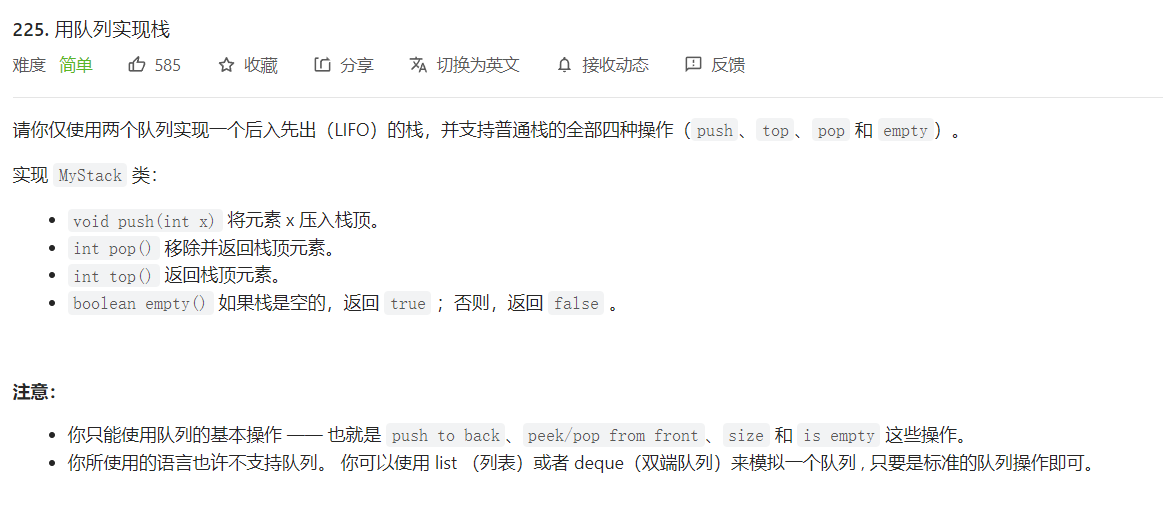 225. 用队列实现栈
难度 简单 585 收藏 分享 切换为英文 接收动态 反馈
请你仅使用两个队列实现一个后入先出（LIFO）的栈，并支持普通栈的全部四种操作（push、top、pop 和 empty）。
实现 MyStack 类：
• void push(int x) 将元素 x 压入栈顶。
• int pop() 移除并返回栈顶元素。
• int top() 返回栈顶元素。
• boolean empty() 如果栈是空的，返回 true ；否则，返回 false 。
注意：
• 你只能使用队列的基本操作 —— 也就是 push to back、peek/pop from front、size 和 is empty 这些操作。
• 你所使用的语言也许不支持队列。 你可以使用 list （列表）或者 deque（双端队列）来模拟一个队列 , 只要是标准的队列操作即可。